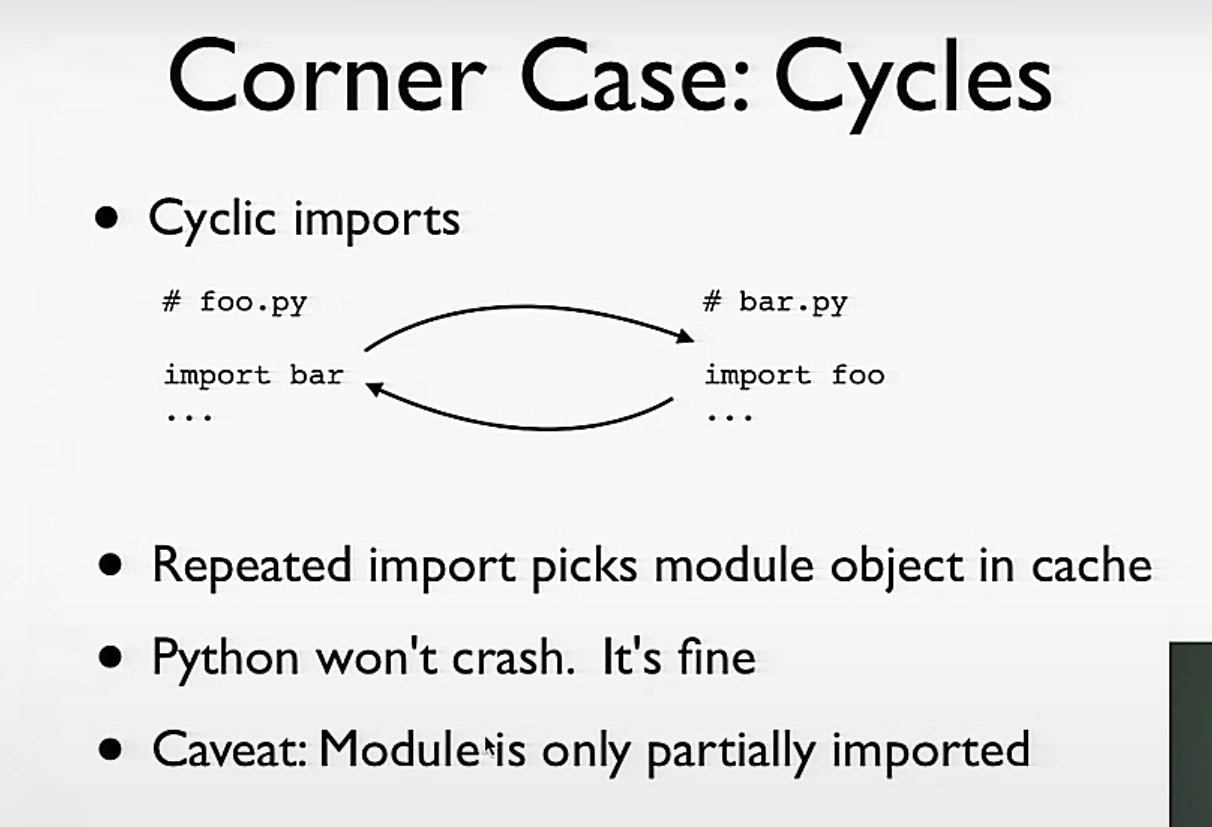 Corner Case: Cycles
• Cyclic imports
# foo.py
import bar
...
# bar.py
import foo
...
• Repeated import picks module object in cache
• Python won't crash. It's fine
• Caveat: Module is only partially imported